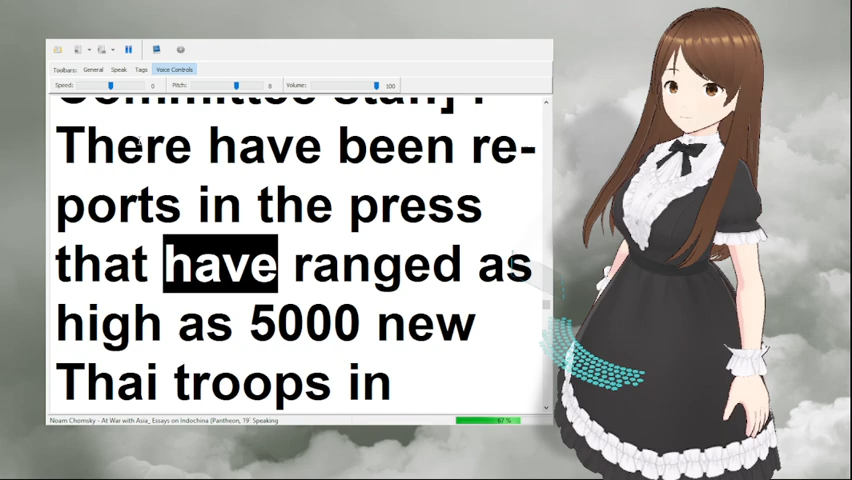 Toolbars: General Speak Tags Voice Controls
Speed: 0 Pitch: 8 Volume: 100
There have been re-
ports in the press
that have ranged as
high as 5000 new
Thai troops in
Noam Chomsky - At War with Asia_ Essays on Indochina (Pantheon, 19 Speaking 67 %